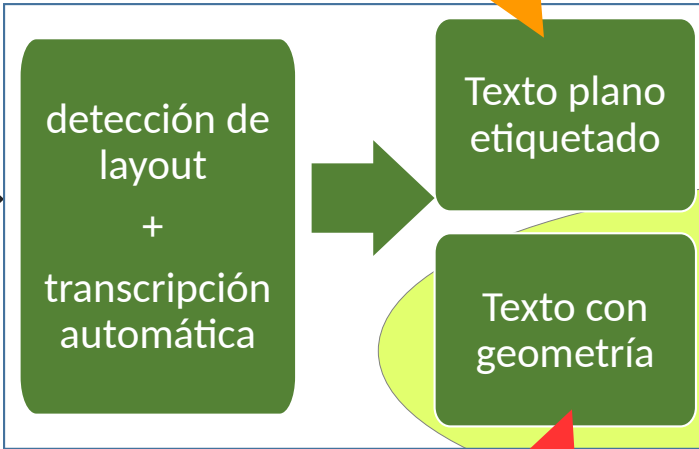 detección de
layout
+
transcripción
automática
Texto plano
etiquetado
Texto con
geometría